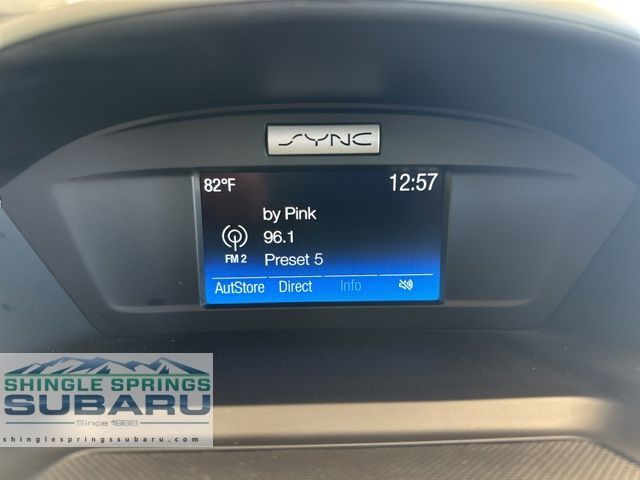 SYNC
82°F 12:57
by Pink
96.1
FM 2 Preset 5
AutStore Direct Info
SHINGLE SPRINGS
SUBARU
Since 1988
shinglespringssubaru.com